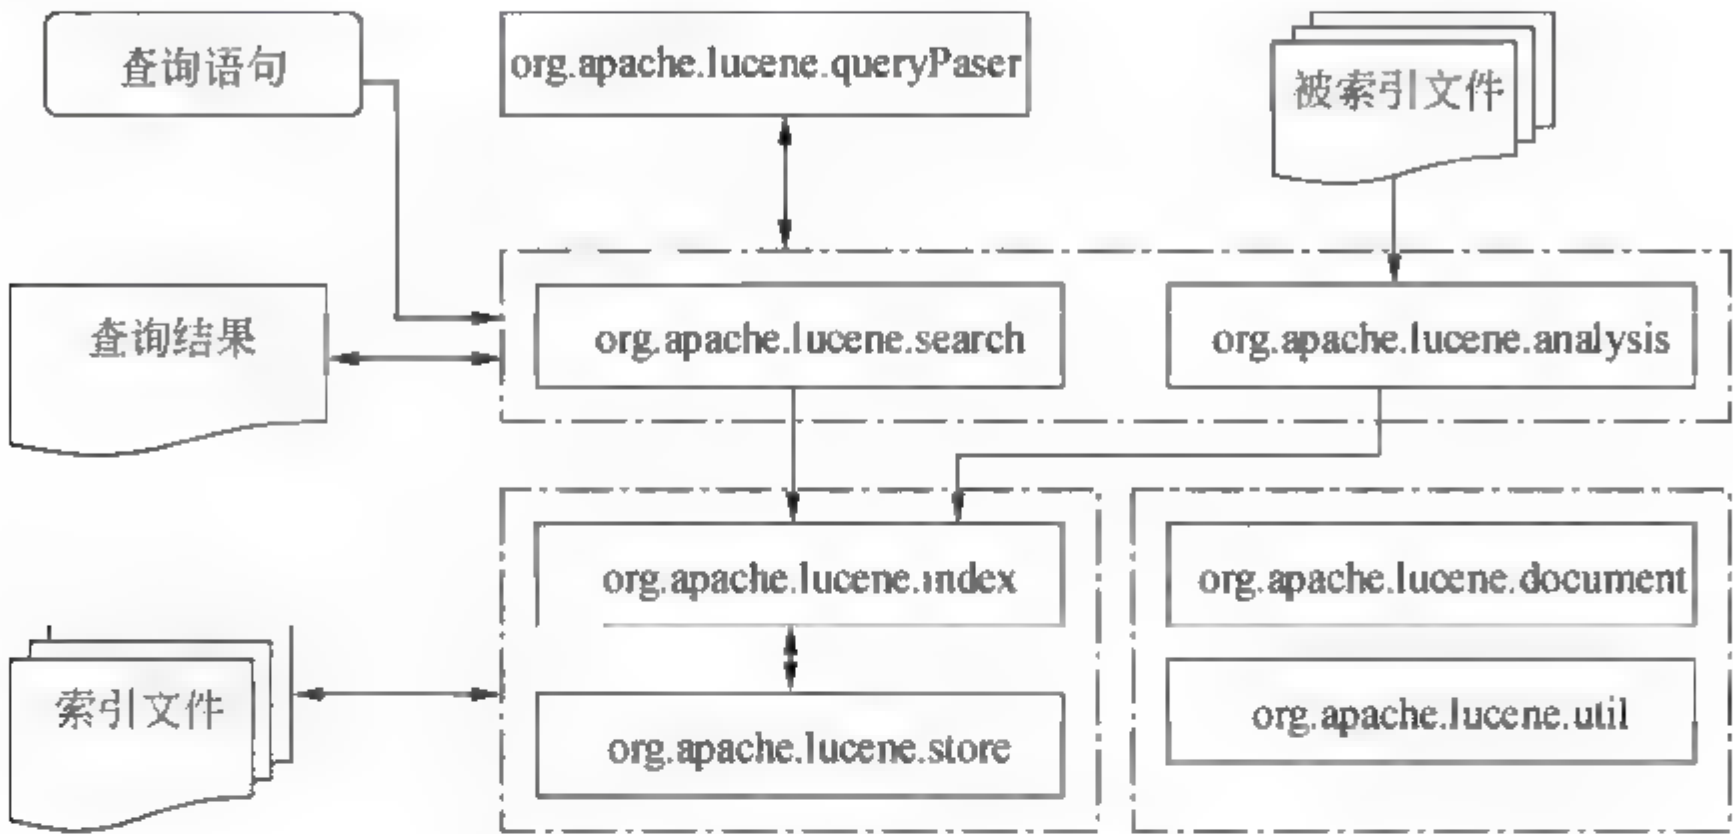 查询语句
org.apache.lucene.queryPaser
被索引文件
查询结果
org.apache.lucene.search
org.apache.lucene.analysis
org.apache.lucene.index
org.apache.lucene.document
索引文件
org.apache.lucene.store
org.apache.lucene.util